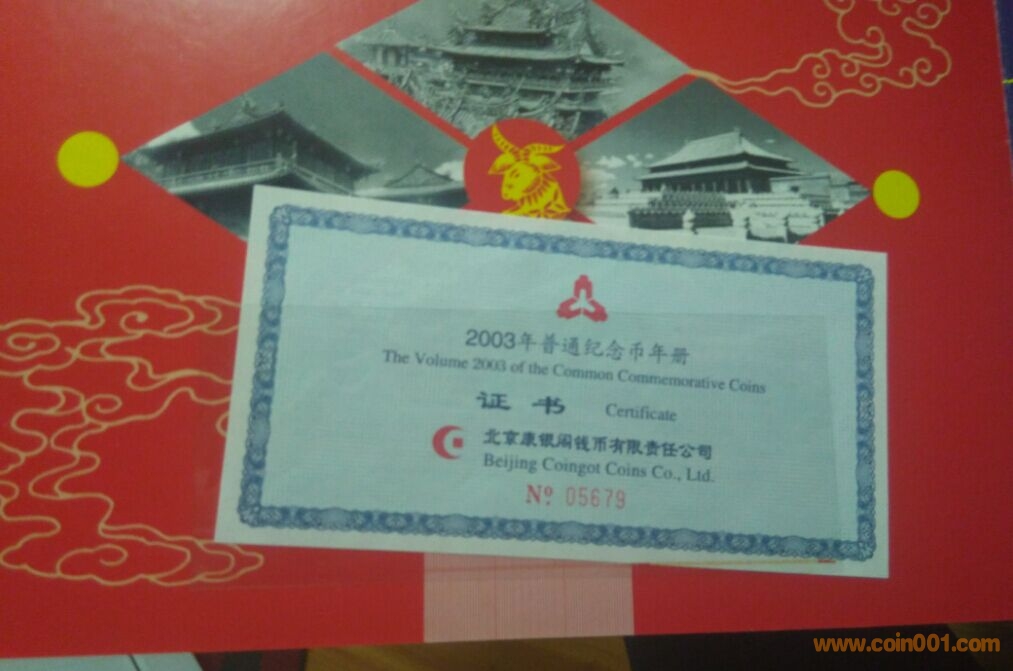 2003年普通纪念币年册
The Volume 2003 of the Common Commemorative Coins
证书 Certificate
北京康银阁钱币有限责任公司
Beijing Coingot Coins Co., Ltd.
Nº 05679
www.coin001.com